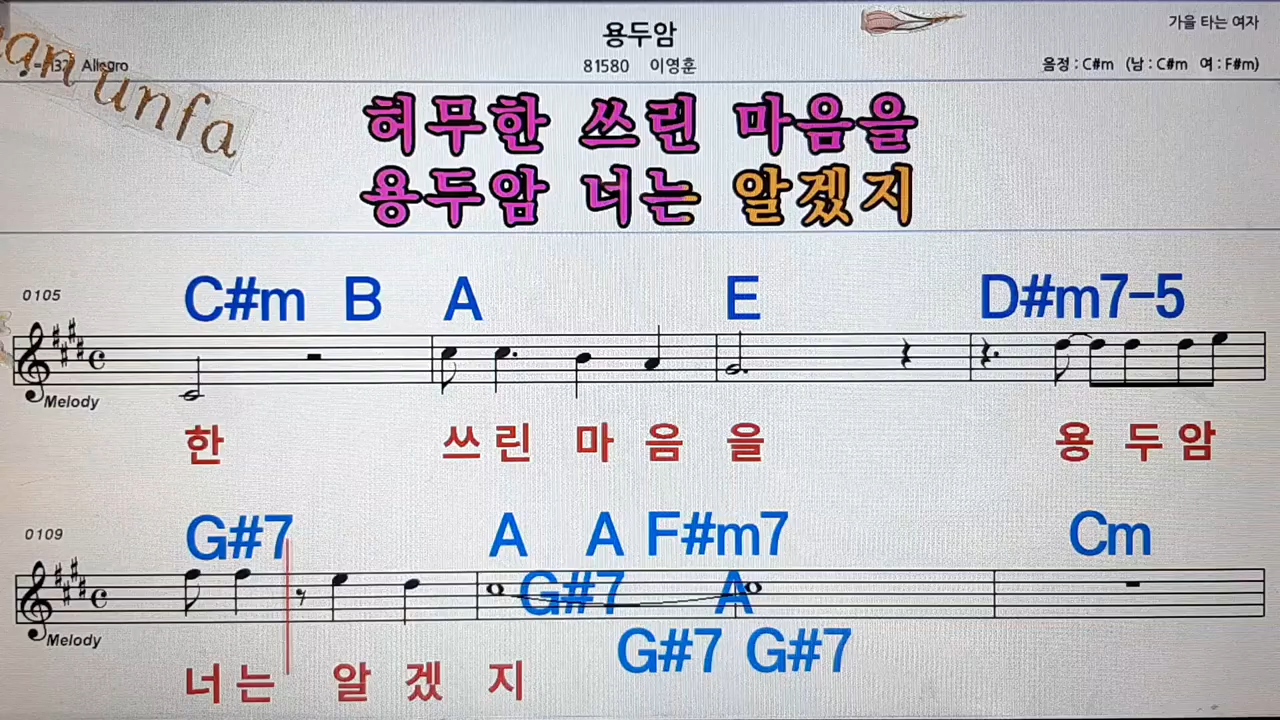 용두암
가을 타는 여자
Allegro
81580 이영훈
음정 : C#m (남 : C#m 여 : F#m)
unfa
허무한 쓰린 마음을
용두암 너는 알겠지
0105
C#m B A E D#m7-5
Melody
한 쓰린 마 음 을 용 두 암
0109
G#7 A A F#m7 Cm
G#7 A
Melody
G#7 G#7
너는 알 겠 지